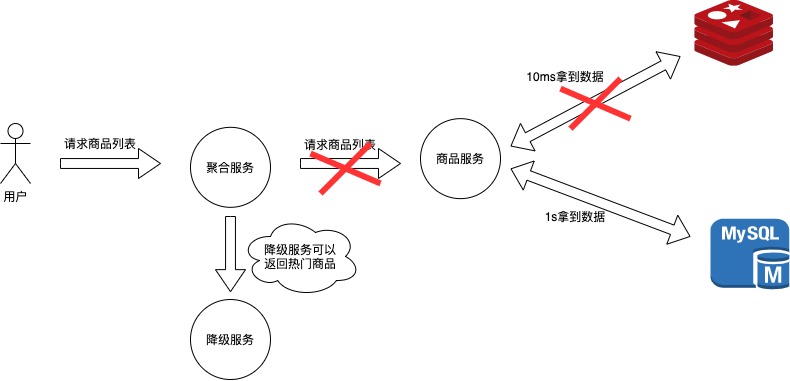 10ms拿到数据
请求商品列表
请求商品列表
聚合服务
商品服务
用户
1s拿到数据
MySQL
M
降级服务可以
返回热门商品
降级服务